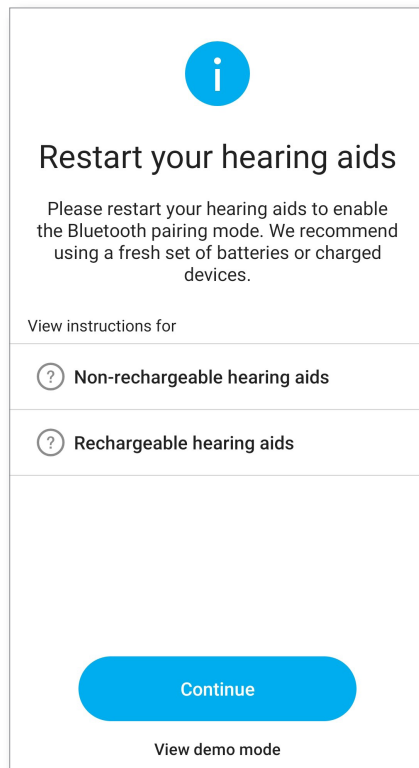 i
Restart your hearing aids
Please restart your hearing aids to enable
the Bluetooth pairing mode. We recommend
using a fresh set of batteries or charged
devices.
View instructions for
? Non-rechargeable hearing aids
? Rechargeable hearing aids
Continue
View demo mode